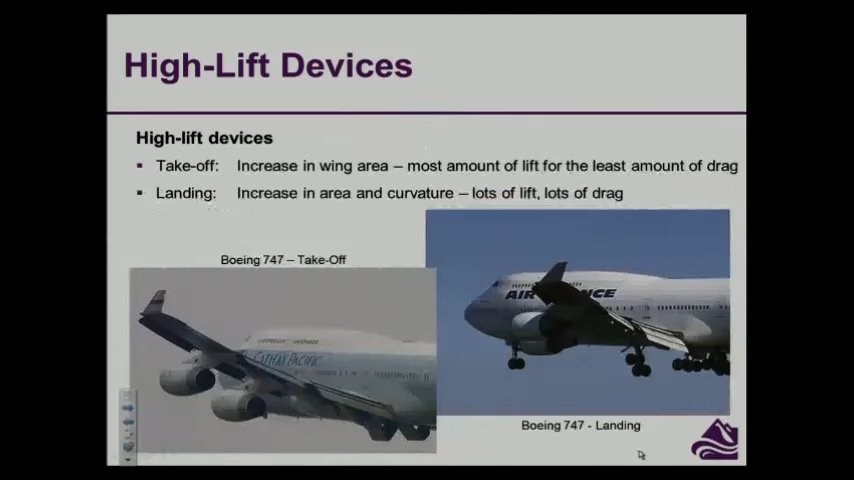 High-Lift Devices
High-lift devices
Take-off: Increase in wing area – most amount of lift for the least amount of drag
Landing: Increase in area and curvature – lots of lift, lots of drag
Boeing 747 – Take-Off
AIR FRANCE
CATHAY PACIFIC
Boeing 747 - Landing